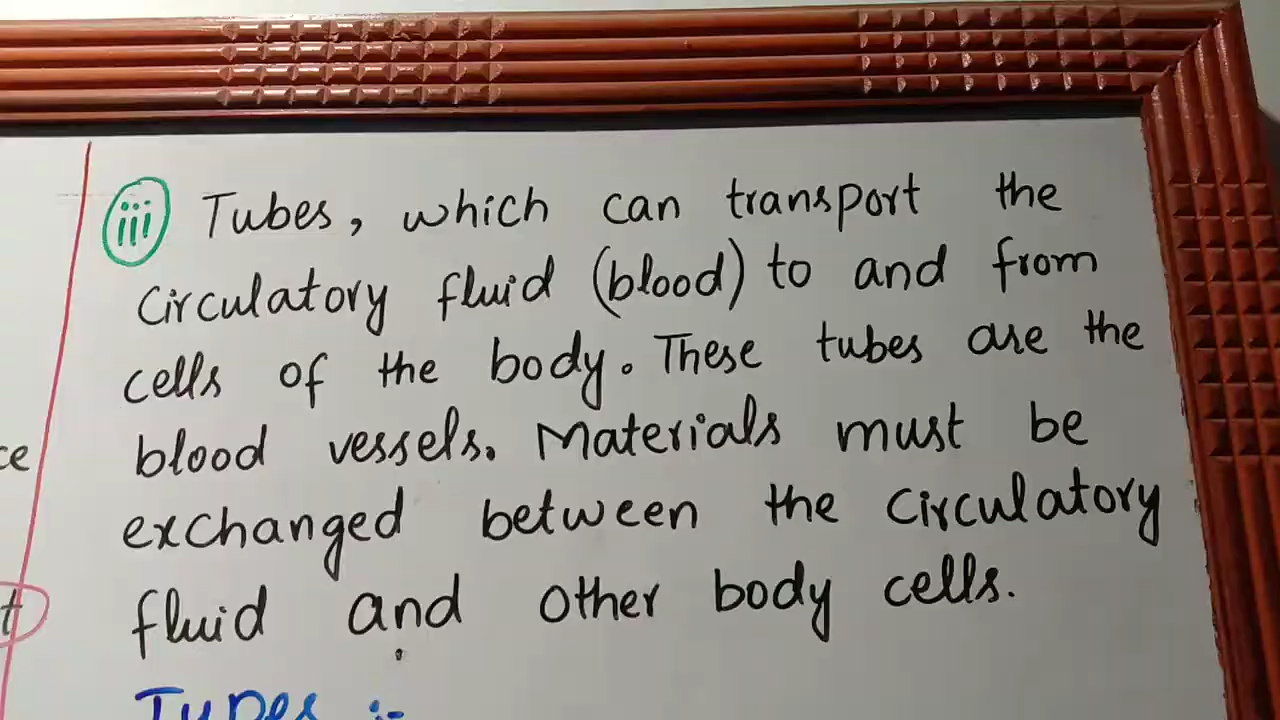 iii Tubes, which can transport the
circulatory fluid (blood) to and from
cells of the body. These tubes are the
blood vessels. Materials must be
exchanged between the circulatory
fluid and other body cells.
Types :-